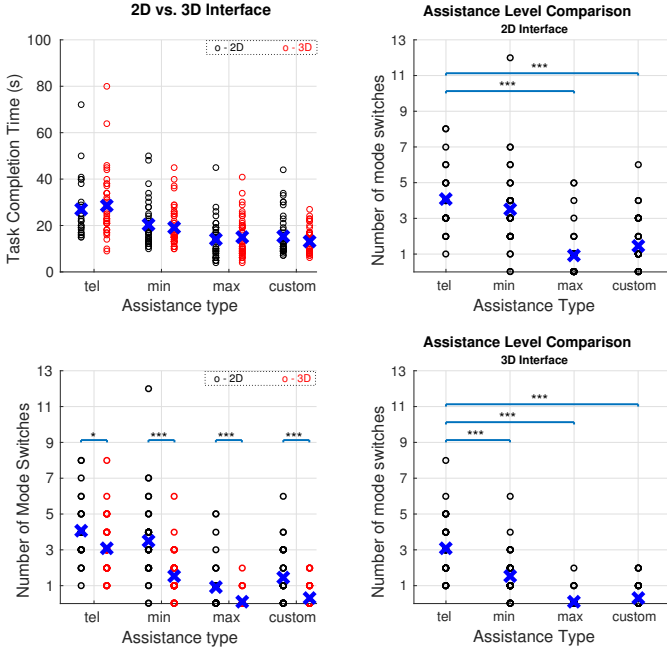 2D vs. 3D Interface
Task Completion Time (s)
100
80
60
40
20
0
o - 2D
o - 3D
tel
min
max
custom
Assistance type
Assistance Level Comparison
2D Interface
Number of mode switches
13
11
9
7
5
3
1
***
***
tel
min
max
custom
Assistance Type
Number of Mode Switches
13
11
9
7
5
3
1
o - 2D
o - 3D
*
***
***
***
tel
min
max
custom
Assistance type
Assistance Level Comparison
3D Interface
Number of mode switches
13
11
9
7
5
3
1
***
***
***
tel
min
max
custom
Assistance Type